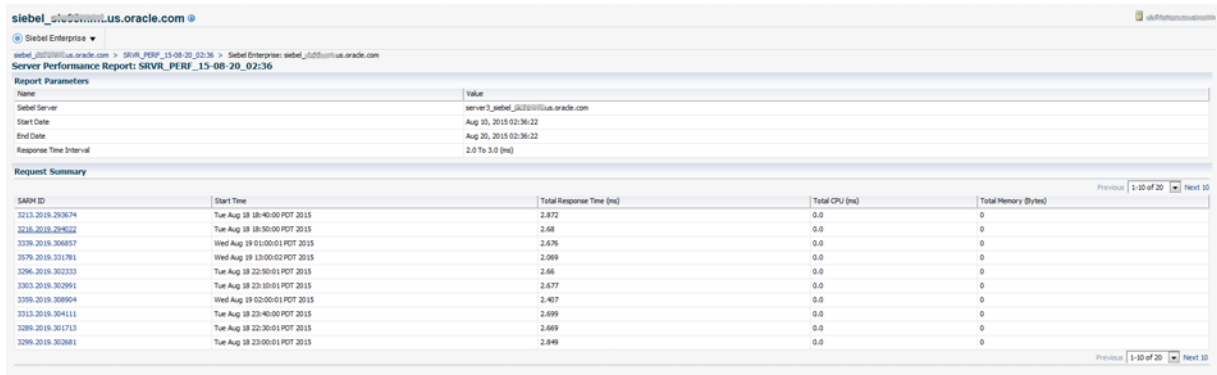 siebel_ .us.oracle.com
Siebel Enterprise
siebel_ us.oracle.com > SRVR_PERF_15-08-20_02:36 > Siebel Enterprise: siebel_ us.oracle.com
Server Performance Report: SRVR_PERF_15-08-20_02:36
Report Parameters
Name Value
Siebel Server server3_siebel_ us.oracle.com
Start Date Aug 10, 2015 02:36:22
End Date Aug 20, 2015 02:36:22
Response Time Interval 2.0 To 3.0 (ms)
Request Summary
Previous 1-10 of 20 Next 10
SARM ID Start Time Total Response Time (ms) Total CPU (ms) Total Memory (Bytes)
3213.2019.293674 Tue Aug 18 18:40:00 PDT 2015 2.872 0.0 0
3216.2019.294022 Tue Aug 18 18:50:00 PDT 2015 2.68 0.0 0
3339.2019.306857 Wed Aug 19 01:00:01 PDT 2015 2.676 0.0 0
3579.2019.331781 Wed Aug 19 13:00:02 PDT 2015 2.069 0.0 0
3296.2019.302333 Tue Aug 18 22:50:01 PDT 2015 2.66 0.0 0
3303.2019.302991 Tue Aug 18 23:10:01 PDT 2015 2.677 0.0 0
3359.2019.308904 Wed Aug 19 02:00:01 PDT 2015 2.407 0.0 0
3313.2019.304111 Tue Aug 18 23:40:00 PDT 2015 2.699 0.0 0
3289.2019.301713 Tue Aug 18 22:30:01 PDT 2015 2.669 0.0 0
3299.2019.302681 Tue Aug 18 23:00:01 PDT 2015 2.849 0.0 0
Previous 1-10 of 20 Next 10